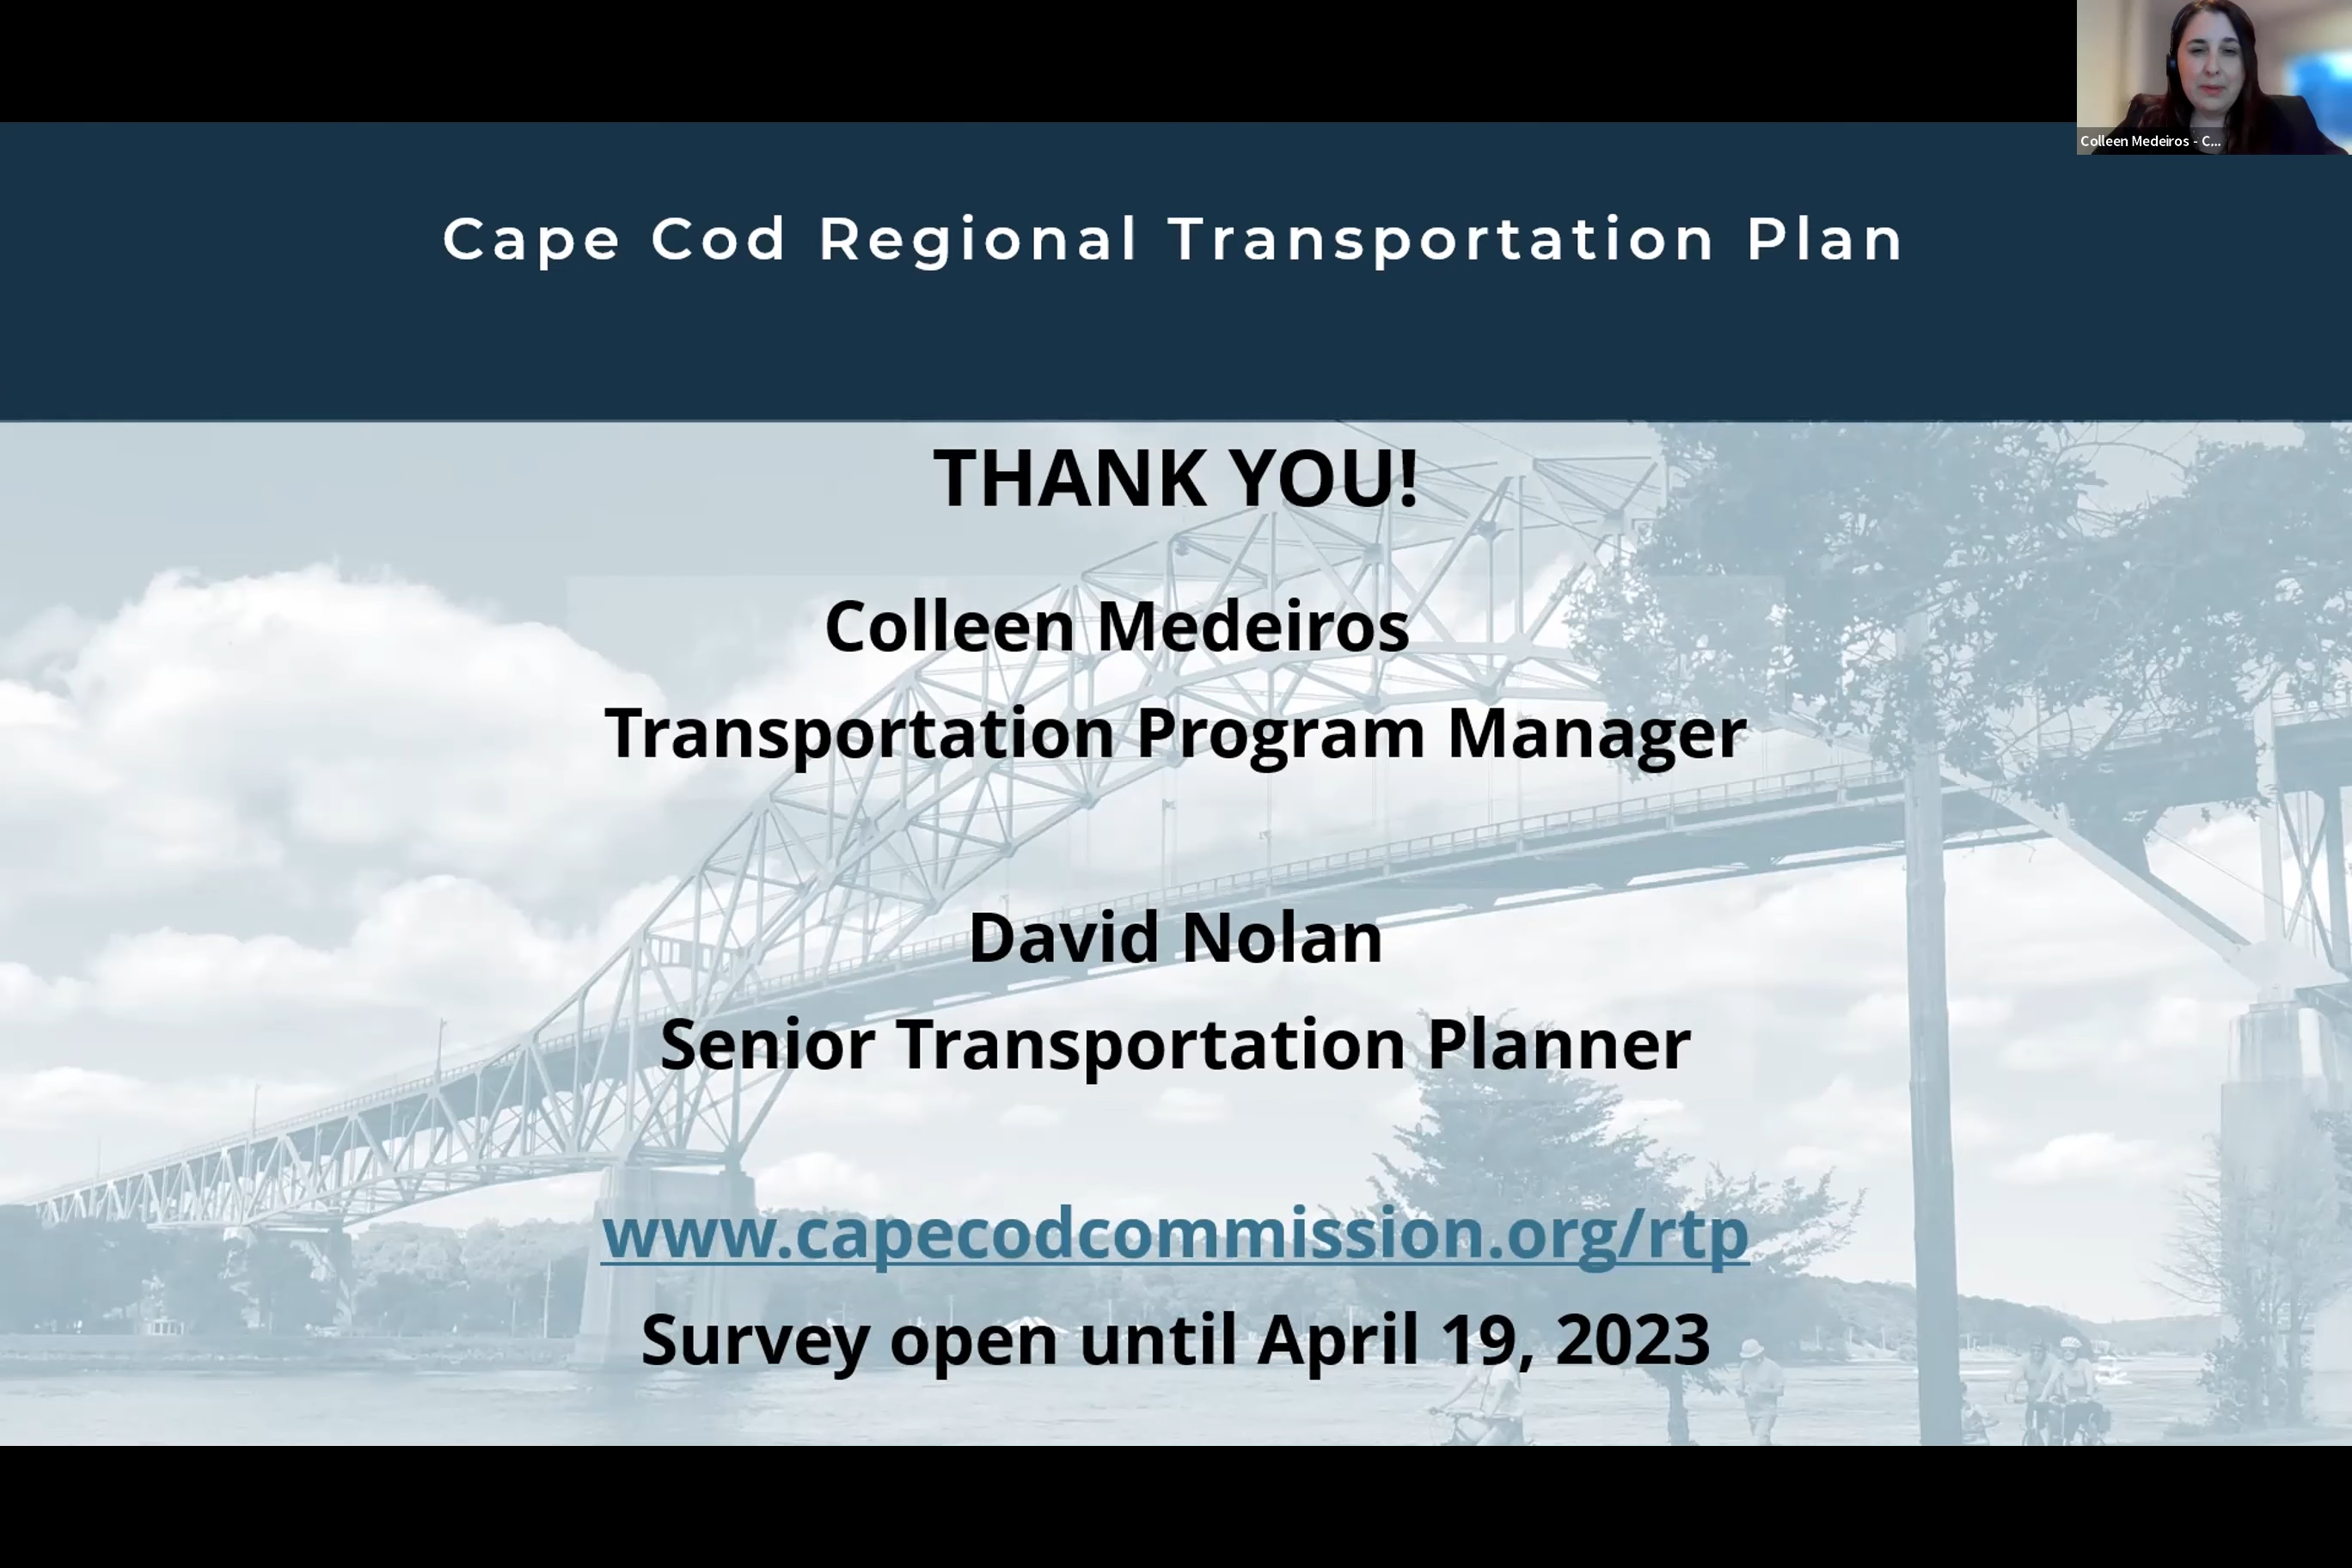 Colleen Medeiros - C...
Cape Cod Regional Transportation Plan
THANK YOU!
Colleen Medeiros
Transportation Program Manager
David Nolan
Senior Transportation Planner
www.capecodcommission.org/rtp
Survey open until April 19, 2023